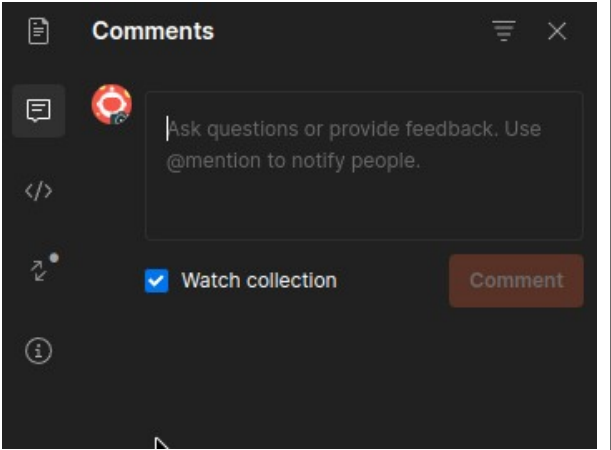 Comments
Ask questions or provide feedback. Use
@mention to notify people.
Watch collection
Comment